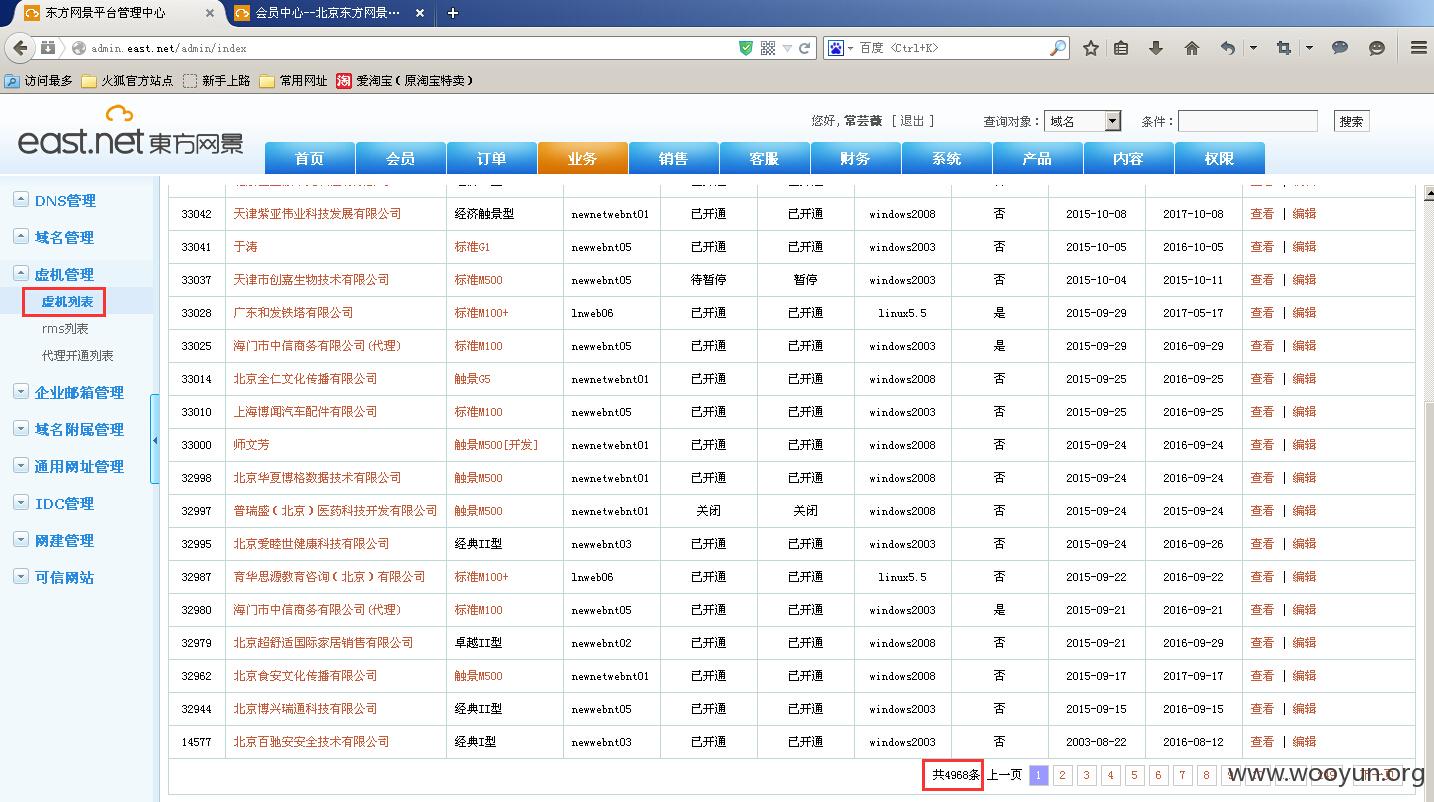 东方网景平台管理中心
会员中心--北京东方网景...
admin.east.net/admin/index
百度 <Ctrl+K>
访问最多 火狐官方站点 新手上路 常用网址 淘 爱淘宝（原淘宝特卖）
east.net 東方网景
您好, 常芸薇 [ 退出 ]
查询对象： 域名 条件： 搜索
首页 会员 订单 业务 销售 客服 财务 系统 产品 内容 权限
DNS管理
域名管理
虚机管理
虚机列表
rms列表
代理开通列表
企业邮箱管理
域名附属管理
通用网址管理
IDC管理
网建管理
可信网站
33042 天津紫亚伟业科技发展有限公司 经济触景型 newnetwebnt01 已开通 已开通 windows2008 否 2015-10-08 2017-10-08 查看 | 编辑
33041 于涛 标准G1 newwebnt05 已开通 已开通 windows2003 否 2015-10-05 2016-10-05 查看 | 编辑
33037 天津市创嘉生物技术有限公司 标准M500 newwebnt05 待暂停 暂停 windows2003 否 2015-10-04 2015-10-11 查看 | 编辑
33028 广东和发铁塔有限公司 标准M100+ lnweb06 已开通 已开通 linux5.5 是 2015-09-29 2017-05-17 查看 | 编辑
33025 海门市中信商务有限公司(代理) 标准M100 newwebnt05 已开通 已开通 windows2003 是 2015-09-29 2016-09-29 查看 | 编辑
33014 北京全仁文化传播有限公司 触景G5 newnetwebnt01 已开通 已开通 windows2008 否 2015-09-25 2016-09-25 查看 | 编辑
33010 上海博闻汽车配件有限公司 标准M100 newwebnt05 已开通 已开通 windows2003 否 2015-09-25 2016-09-25 查看 | 编辑
33000 师文芳 触景M500[开发] newnetwebnt01 已开通 已开通 windows2008 否 2015-09-24 2016-09-24 查看 | 编辑
32998 北京华夏博格数据技术有限公司 触景M500 newnetwebnt01 已开通 已开通 windows2008 否 2015-09-24 2016-09-24 查看 | 编辑
32997 普瑞盛（北京）医药科技开发有限公司 触景M500 newnetwebnt01 关闭 关闭 windows2008 否 2015-09-24 2015-09-24 查看 | 编辑
32995 北京爱睦世健康科技有限公司 经典II型 newwebnt03 已开通 已开通 windows2003 否 2015-09-24 2016-09-26 查看 | 编辑
32987 育华思源教育咨询（北京）有限公司 标准M100+ lnweb06 已开通 已开通 linux5.5 否 2015-09-22 2016-09-22 查看 | 编辑
32980 海门市中信商务有限公司(代理) 标准M100 newwebnt05 已开通 已开通 windows2003 是 2015-09-21 2016-09-21 查看 | 编辑
32979 北京超舒适国际家居销售有限公司 卓越II型 newwebnt02 已开通 已开通 windows2008 否 2015-09-21 2016-09-29 查看 | 编辑
32962 北京食安文化传播有限公司 触景M500 newnetwebnt01 已开通 已开通 windows2008 否 2015-09-17 2017-09-17 查看 | 编辑
32944 北京博兴瑞通科技有限公司 经典II型 newwebnt05 已开通 已开通 windows2003 否 2015-09-15 2016-09-15 查看 | 编辑
14577 北京百驰安安全技术有限公司 经典I型 newwebnt03 已开通 已开通 windows2003 否 2003-08-22 2016-08-12 查看 | 编辑
共4968条 上一页 1 2 3 4 5 6 7 8
www.wooyun.org